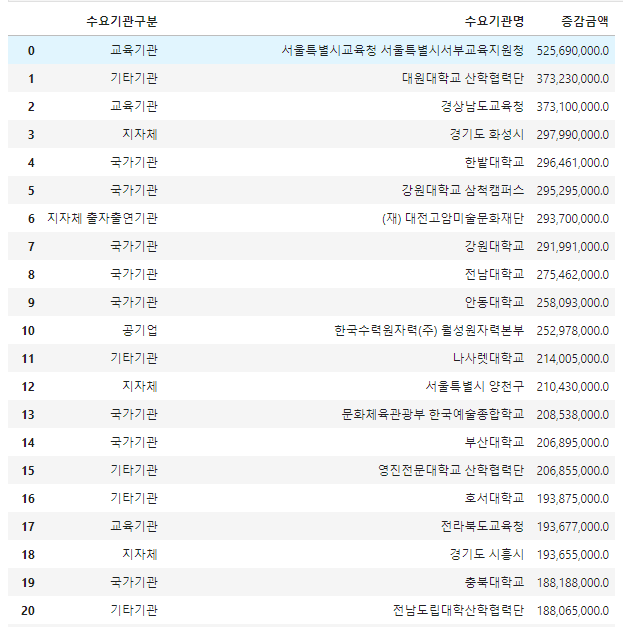 수요기관구분 수요기관명 증감금액
0 교육기관 서울특별시교육청 서울특별시서부교육지원청 525,690,000.0
1 기타기관 대원대학교 산학협력단 373,230,000.0
2 교육기관 경상남도교육청 373,100,000.0
3 지자체 경기도 화성시 297,990,000.0
4 국가기관 한밭대학교 296,461,000.0
5 국가기관 강원대학교 삼척캠퍼스 295,295,000.0
6 지자체 출자출연기관 (재) 대전고암미술문화재단 293,700,000.0
7 국가기관 강원대학교 291,991,000.0
8 국가기관 전남대학교 275,462,000.0
9 국가기관 안동대학교 258,093,000.0
10 공기업 한국수력원자력(주) 월성원자력본부 252,978,000.0
11 기타기관 나사렛대학교 214,005,000.0
12 지자체 서울특별시 양천구 210,430,000.0
13 국가기관 문화체육관광부 한국예술종합학교 208,538,000.0
14 국가기관 부산대학교 206,895,000.0
15 기타기관 영진전문대학교 산학협력단 206,855,000.0
16 기타기관 호서대학교 193,875,000.0
17 교육기관 전라북도교육청 193,677,000.0
18 지자체 경기도 시흥시 193,655,000.0
19 국가기관 충북대학교 188,188,000.0
20 기타기관 전남도립대학산학협력단 188,065,000.0